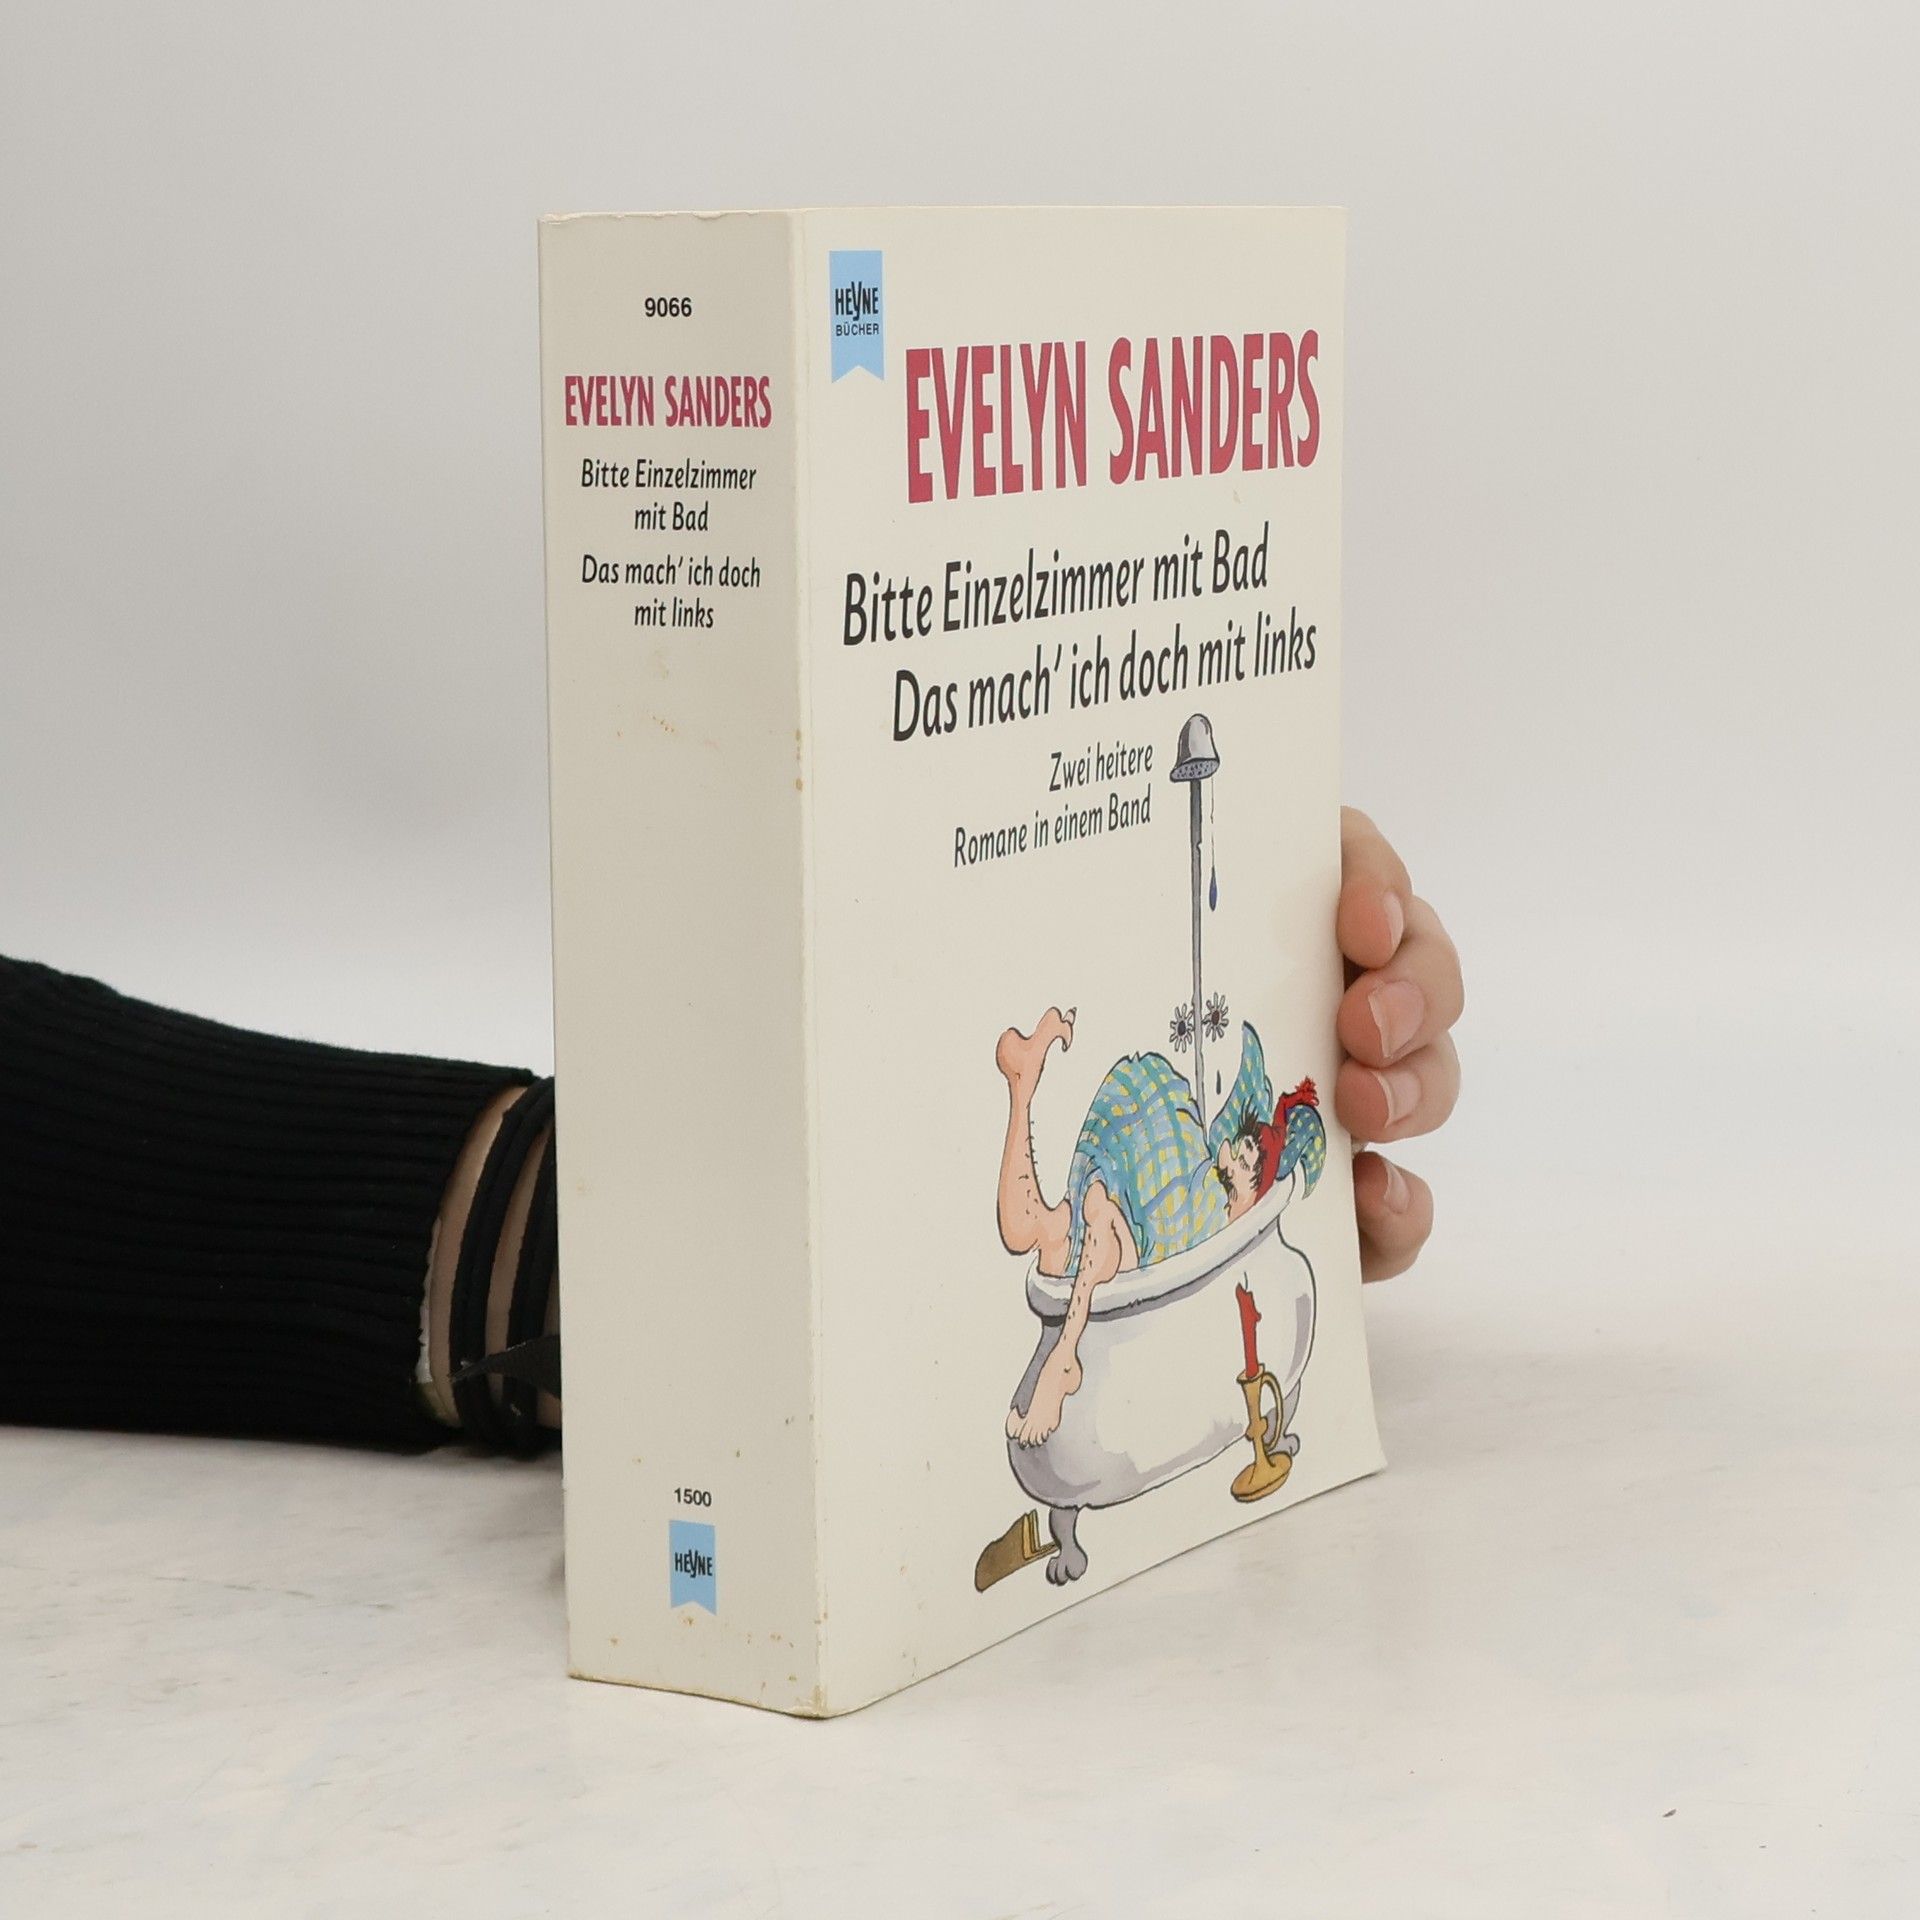 9066
EVELYN SANDERS
Bitte Einzelzimmer
mit Bad
Das mach' ich doch
mit links
1500
HEYNE
HEYNE
BÜCHER
EVELYN SANDERS
Bitte Einzelzimmer mit Bad
Das mach' ich doch mit links
Zwei heitere
Romane in einem Band